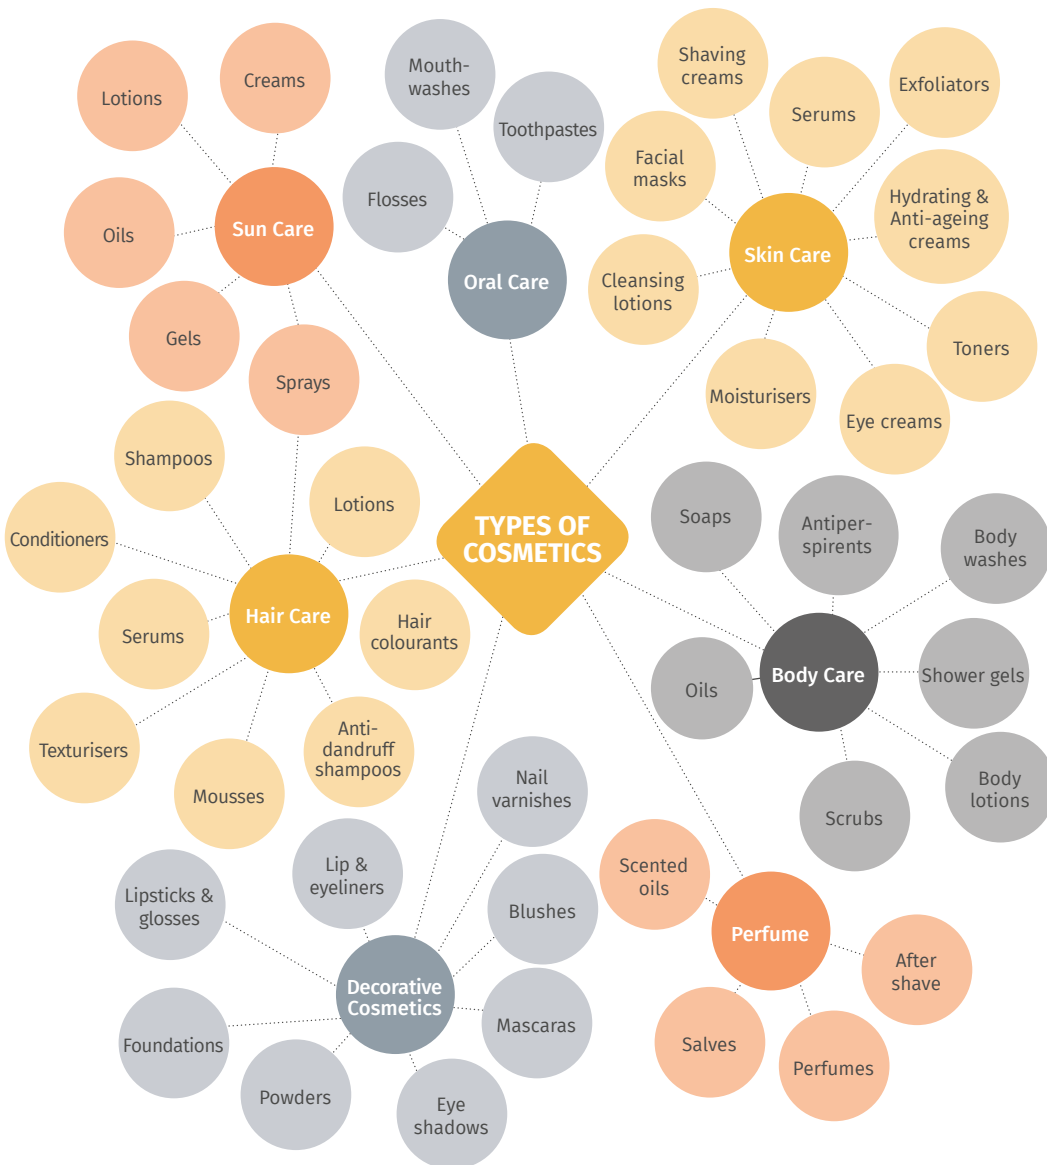 Lotions
Creams
Oils
Sun Care
Gels
Sprays
Mouth-
washes
Toothpastes
Flosses
Oral Care
Shaving
creams
Serums
Exfoliators
Facial
masks
Hydrating &
Anti-ageing
creams
Skin Care
Cleansing
lotions
Toners
Moisturisers
Eye creams
TYPES OF
COSMETICS
Shampoos
Lotions
Conditioners
Hair Care
Serums
Hair
colourants
Texturisers
Mousses
Anti-
dandruff
shampoos
Soaps
Antiper-
spirents
Body
washes
Oils
Body Care
Shower gels
Scrubs
Body
lotions
Nail
varnishes
Lip &
eyeliners
Lipsticks &
glosses
Blushes
Decorative
Cosmetics
Mascaras
Foundations
Powders
Eye
shadows
Scented
oils
Perfume
After
shave
Salves
Perfumes